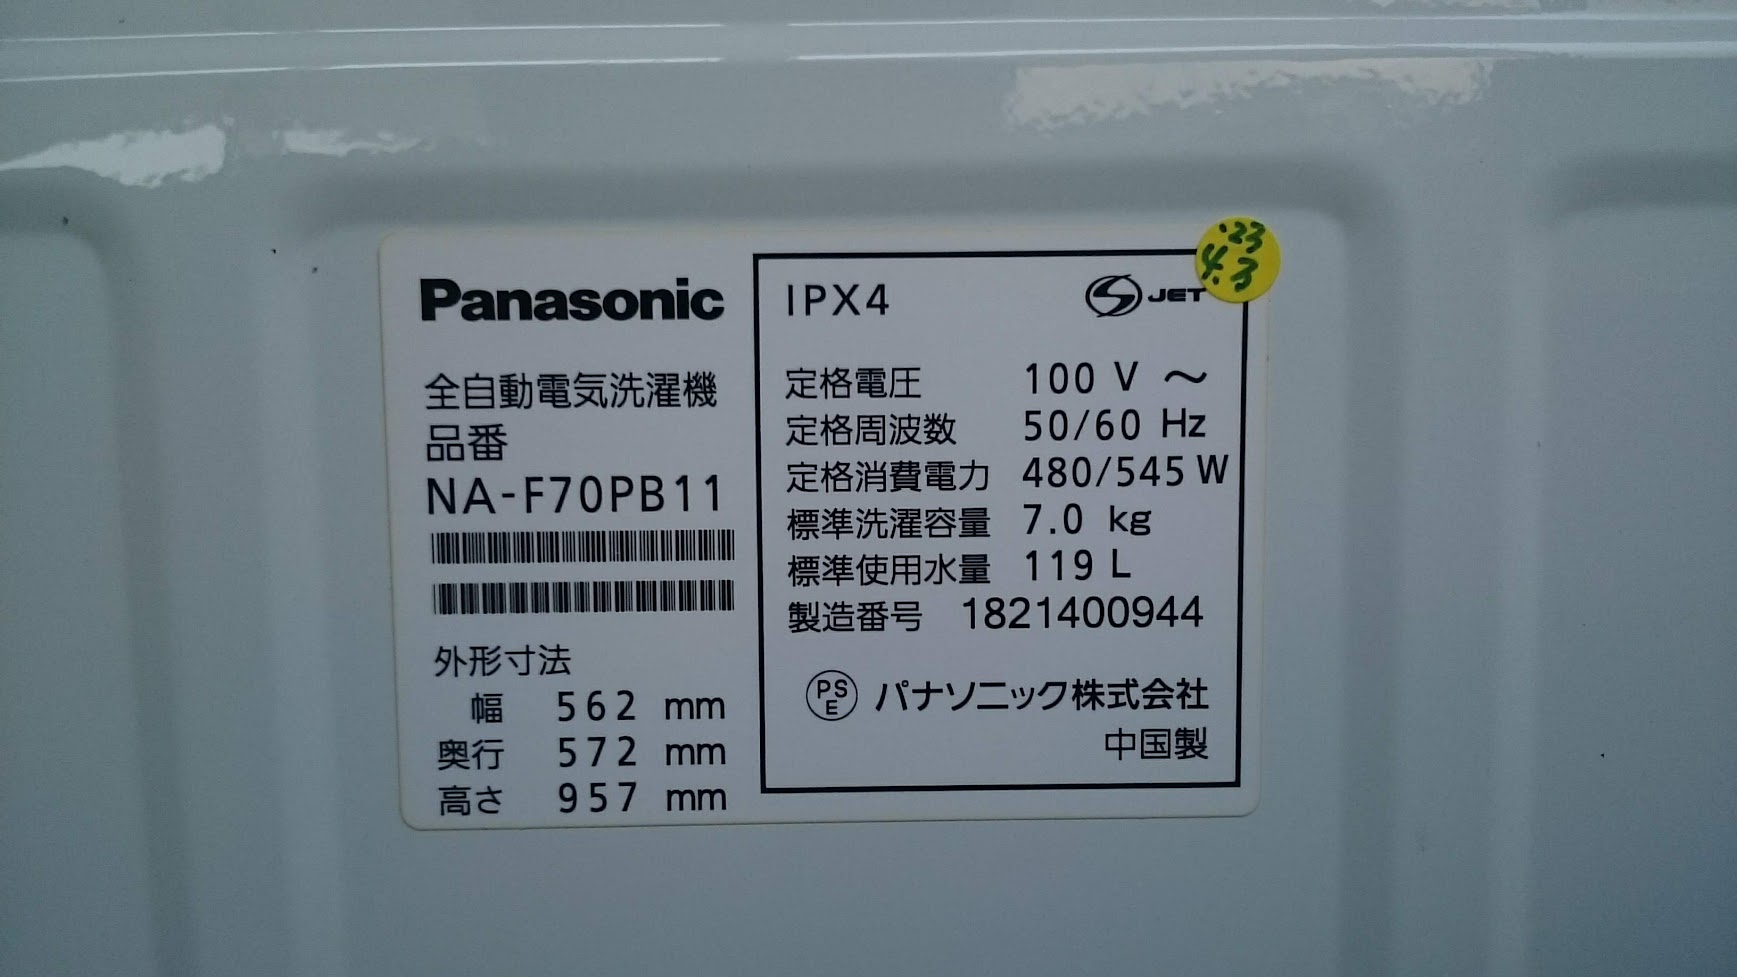 Panasonic
全自動電気洗濯機
品番
NA-F70PB11
外形寸法
幅 562 mm
奥行 572 mm
高さ 957 mm
IPX4
JET
'23
4.3
定格電圧 100 V ～
定格周波数 50/60 Hz
定格消費電力 480/545 W
標準洗濯容量 7.0 kg
標準使用水量 119 L
製造番号 1821400944
PS
E
パナソニック株式会社
中国製